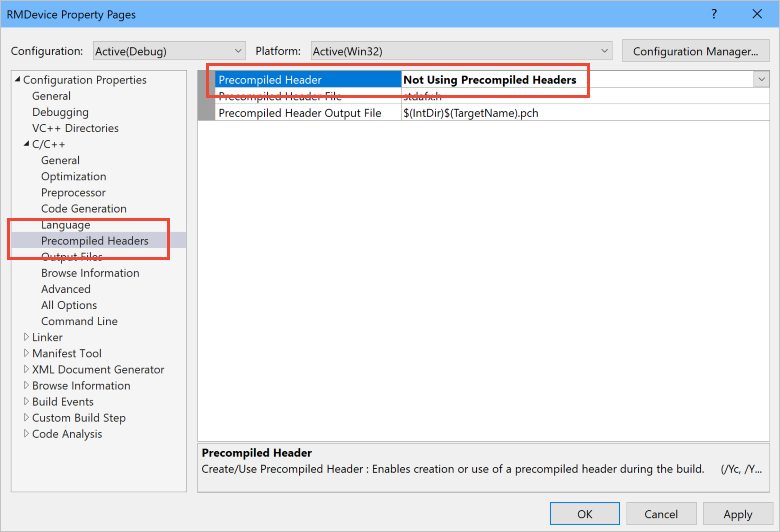 RMDevice Property Pages
Configuration: Active(Debug) Platform: Active(Win32) Configuration Manager...
Configuration Properties
General
Debugging
VC++ Directories
C/C++
General
Optimization
Preprocessor
Code Generation
Language
Precompiled Headers
Output Files
Browse Information
Advanced
All Options
Command Line
Linker
Manifest Tool
XML Document Generator
Browse Information
Build Events
Custom Build Step
Code Analysis
Precompiled Header Not Using Precompiled Headers
Precompiled Header File stdafx.h
Precompiled Header Output File $(IntDir)$(TargetName).pch
Precompiled Header
Create/Use Precompiled Header : Enables creation or use of a precompiled header during the build. (/Yc, /Y...
OK Cancel Apply